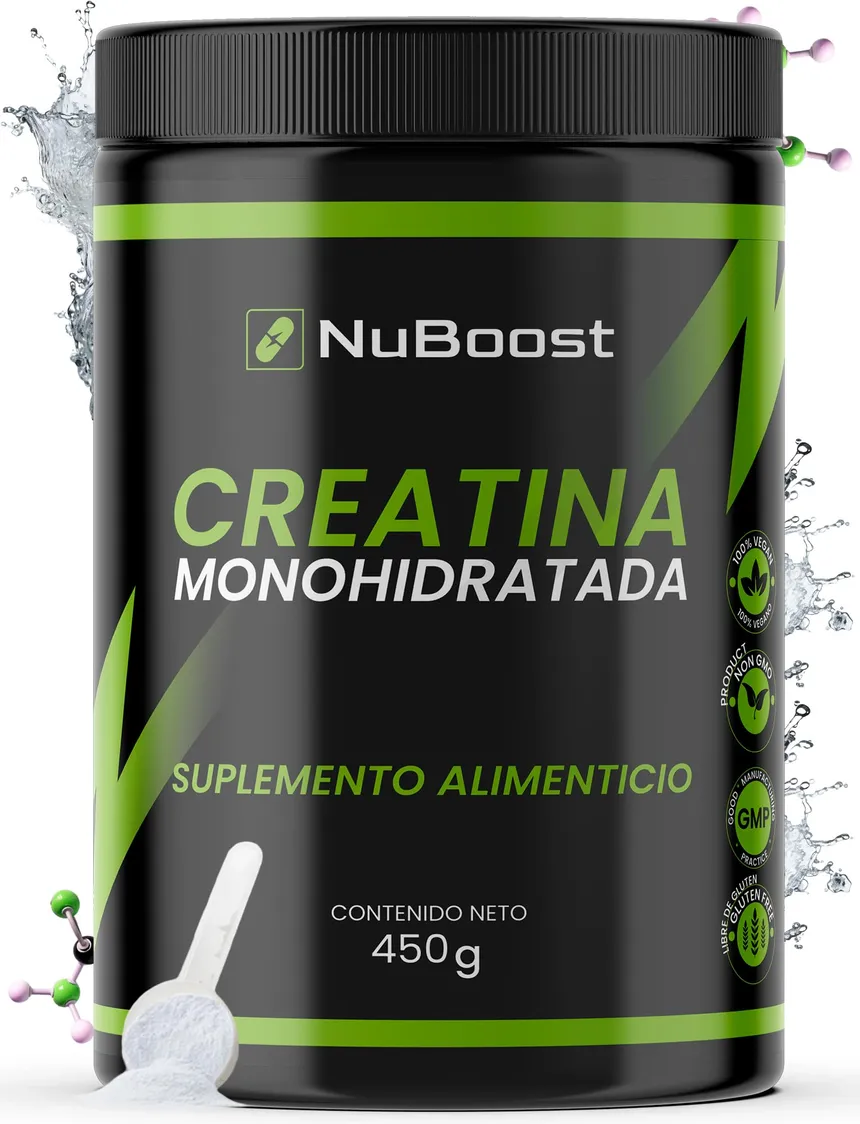 NuBoost
CREATINA
MONOHIDRATADA
SUPLEMENTO ALIMENTICIO
CONTENIDO NETO
450g
100% VEGAN
100% VEGANO
PRODUCT
NON GMO
GOOD - MANUFACTURING
GMP
PRACTICE
LIBRE DE GLUTEN
GLUTEN FREE